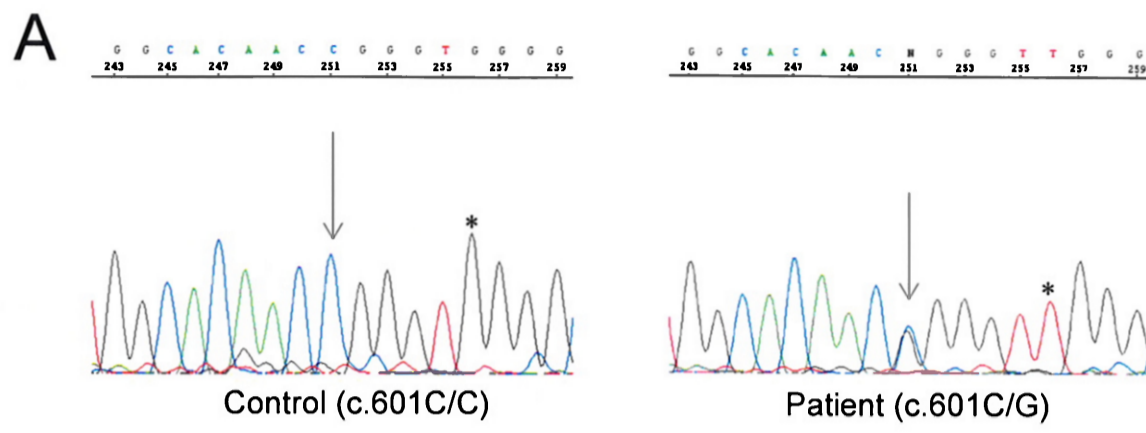 A
G G C A C A A C C G G G T G G G G
243 245 247 249 251 253 255 257 259
*
Control (c.601C/C)
G G C A C A A C N G G G T T G G G
243 245 247 249 251 253 255 257 259
*
Patient (c.601C/G)